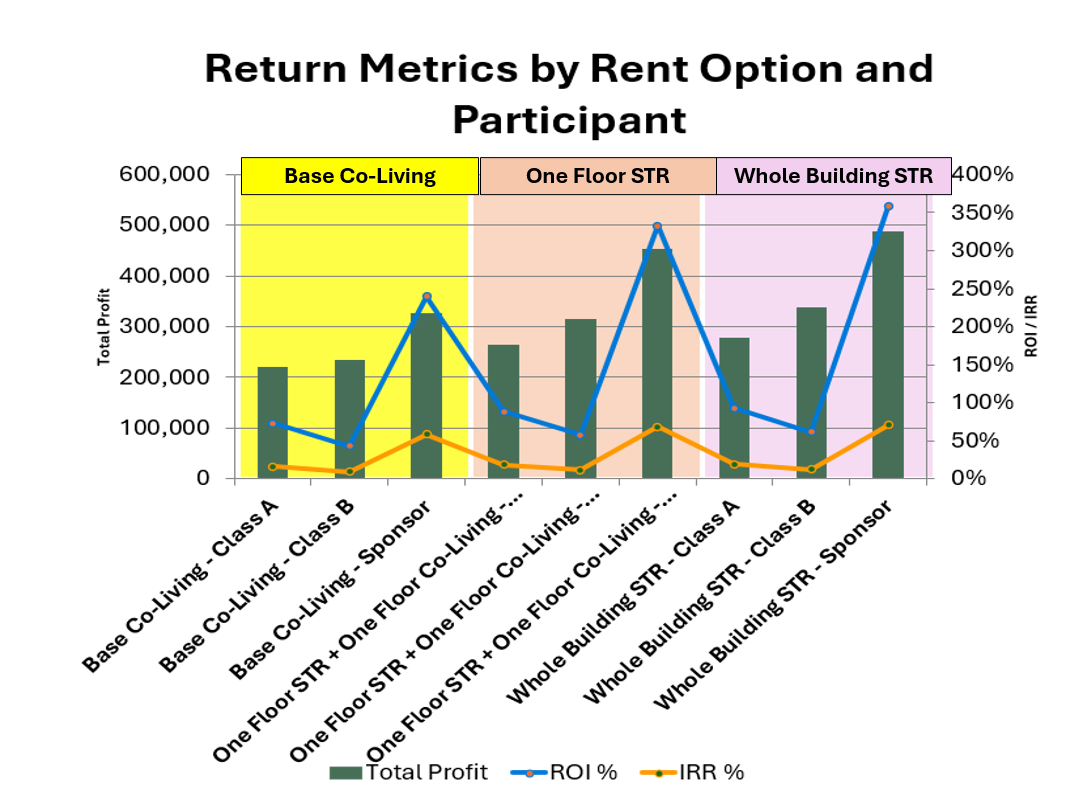 Return Metrics by Rent Option and
Participant
Base Co-Living
One Floor STR
Whole Building STR
600,000
500,000
400,000
300,000
200,000
100,000
0
Total Profit
400%
350%
300%
250%
200%
150%
100%
50%
0%
ROI / IRR
Base Co-Living - Class A
Base Co-Living - Class B
Base Co-Living - Sponsor
One Floor STR + One Floor Co-Living -...
One Floor STR + One Floor Co-Living -...
One Floor STR + One Floor Co-Living -...
Whole Building STR - Class A
Whole Building STR - Class B
Whole Building STR - Sponsor
Total Profit
ROI %
IRR %